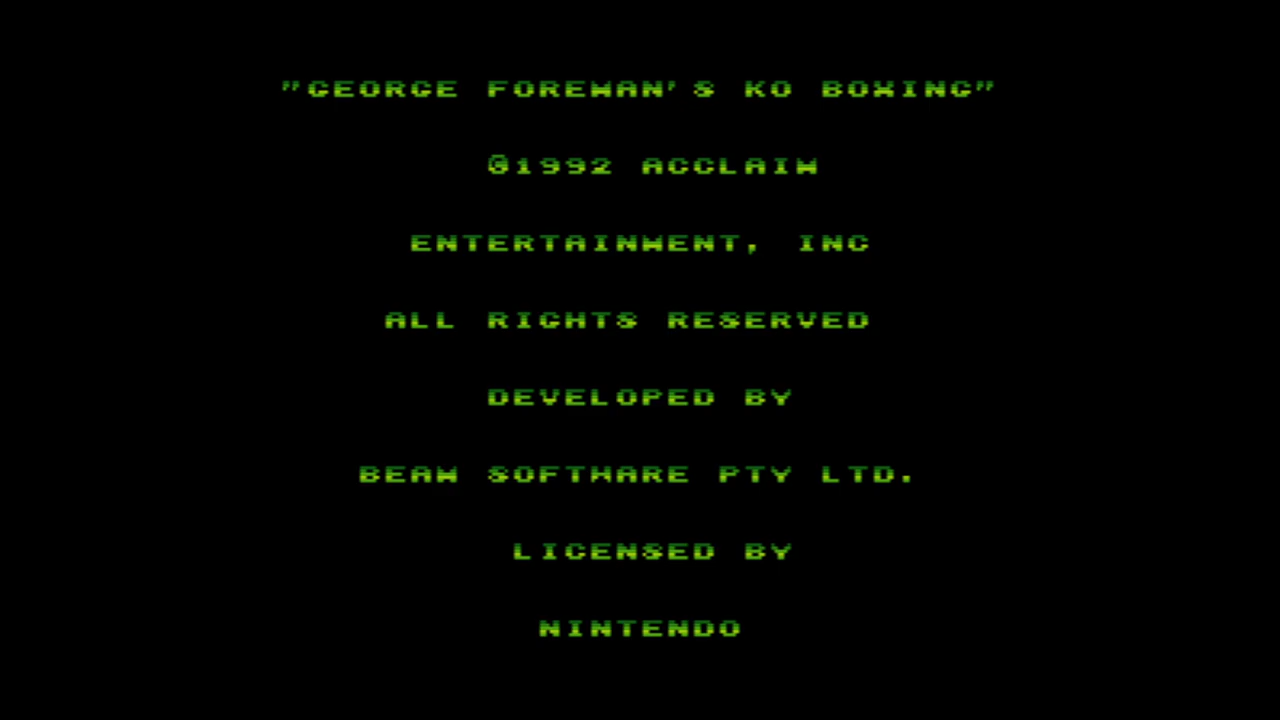 "GEORGE FOREMAN'S KO BOXING"
@1992 ACCLAIM
ENTERTAINMENT, INC
ALL RIGHTS RESERVED
DEVELOPED BY
BEAM SOFTWARE PTY LTD.
LICENSED BY
NINTENDO